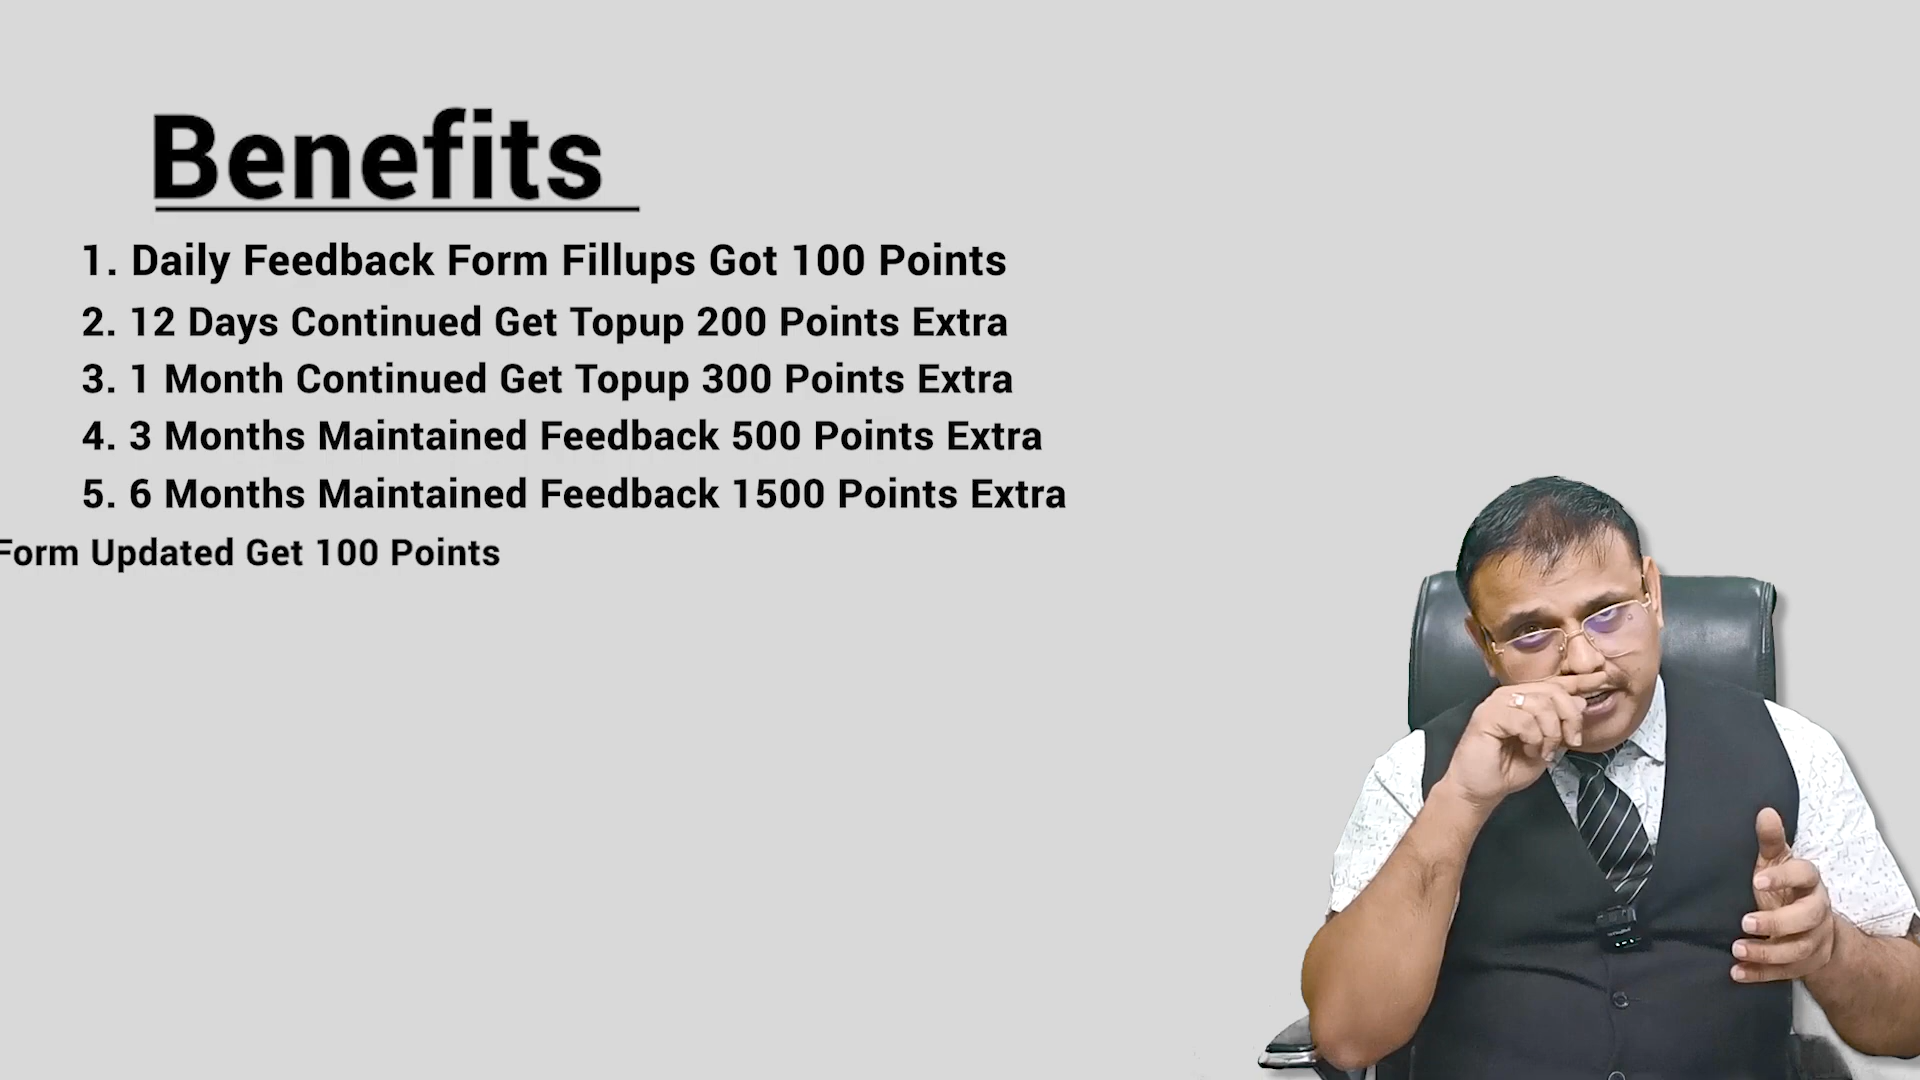 Benefits
1. Daily Feedback Form Fillups Got 100 Points
2. 12 Days Continued Get Topup 200 Points Extra
3. 1 Month Continued Get Topup 300 Points Extra
4. 3 Months Maintained Feedback 500 Points Extra
5. 6 Months Maintained Feedback 1500 Points Extra
Form Updated Get 100 Points